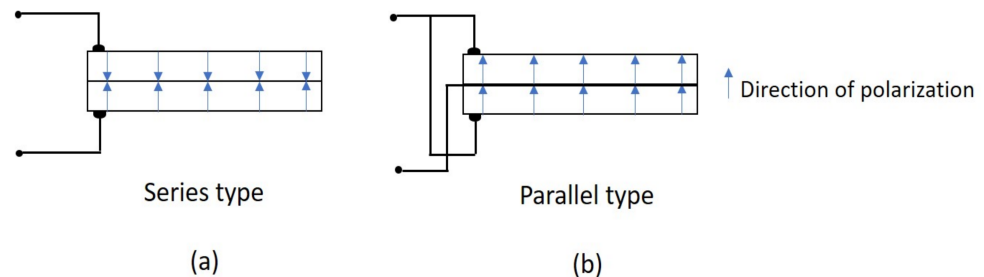 Direction of polarization
Series type
Parallel type
(a)
(b)